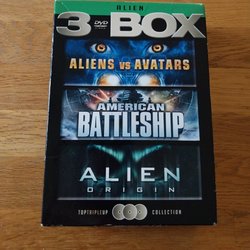 ALIEN
3 DVD BOX
ALIENS VS AVATARS
AMERICAN
BATTLESHIP
ALIEN
ORIGIN
TOPTRIPLEUP COLLECTION